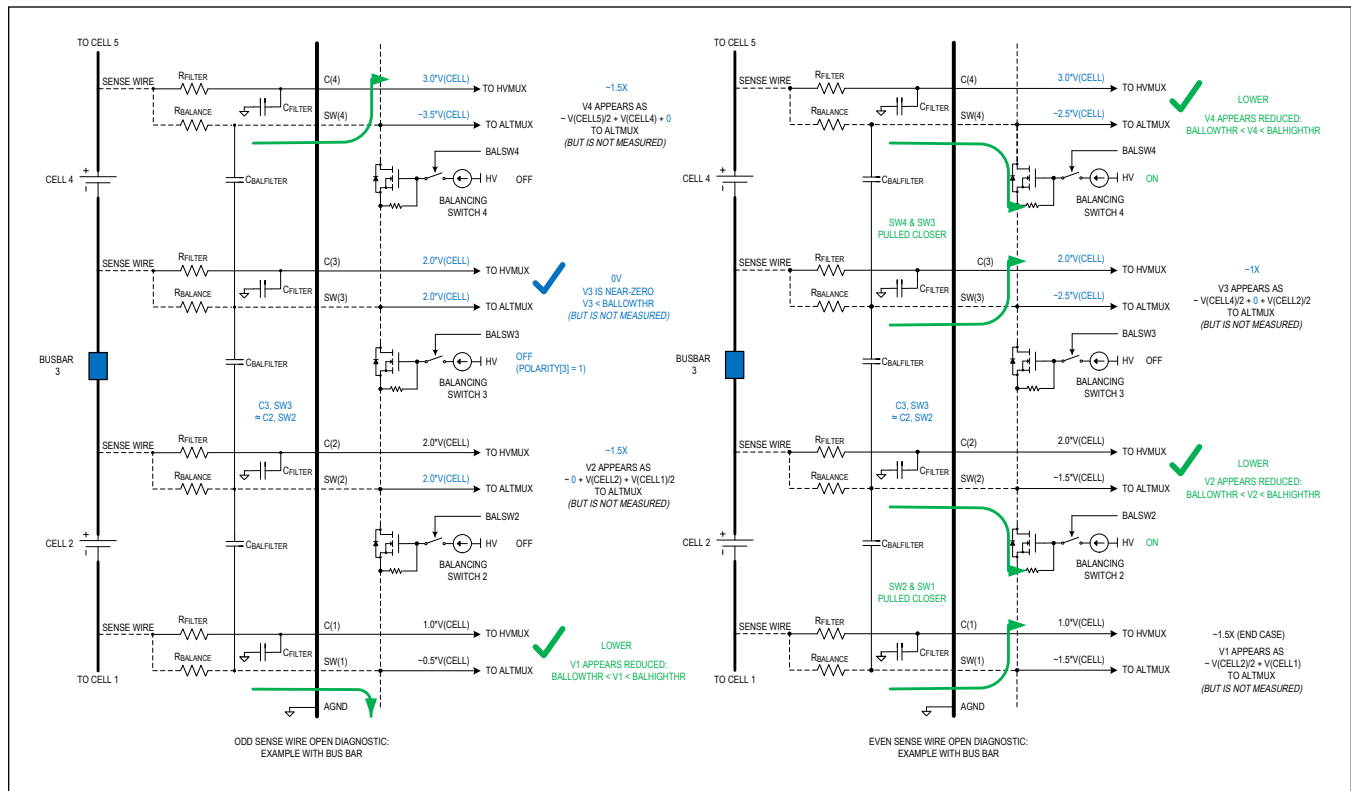 TO CELL 5
SENSE WIRE
RFILTER
C(4)
3.0*V(CELL)
TO HVMUX
CFILTER
RBALANCE
SW(4)
~3.5*V(CELL)
TO ALTMUX
~1.5X
V4 APPEARS AS
~ V(CELL5)/2 + V(CELL4) + 0
TO ALTMUX
(BUT IS NOT MEASURED)
BALSW4
CELL 4
+
-
CBALFILTER
HV
OFF
BALANCING
SWITCH 4
SENSE WIRE
RFILTER
C(3)
2.0*V(CELL)
TO HVMUX
CFILTER
RBALANCE
SW(3)
2.0*V(CELL)
TO ALTMUX
0V
V3 IS NEAR-ZERO
V3 < BALLOWTHR
(BUT IS NOT MEASURED)
BALSW3
BUSBAR
3
CBALFILTER
HV
OFF
(POLARITY[3] = 1)
BALANCING
SWITCH 3
C3, SW3
≈ C2, SW2
SENSE WIRE
RFILTER
C(2)
2.0*V(CELL)
TO HVMUX
CFILTER
RBALANCE
SW(2)
2.0*V(CELL)
TO ALTMUX
~1.5X
V2 APPEARS AS
~ 0 + V(CELL2) + V(CELL1)/2
TO ALTMUX
(BUT IS NOT MEASURED)
BALSW2
CELL 2
+
-
CBALFILTER
HV
OFF
BALANCING
SWITCH 2
SENSE WIRE
RFILTER
C(1)
1.0*V(CELL)
TO HVMUX
CFILTER
RBALANCE
SW(1)
~0.5*V(CELL)
TO ALTMUX
LOWER
V1 APPEARS REDUCED:
BALLOWTHR < V1 < BALHIGHTHR
TO CELL 1
AGND
ODD SENSE WIRE OPEN DIAGNOSTIC:
EXAMPLE WITH BUS BAR
TO CELL 5
SENSE WIRE
RFILTER
C(4)
3.0*V(CELL)
TO HVMUX
CFILTER
RBALANCE
SW(4)
~2.5*V(CELL)
TO ALTMUX
LOWER
V4 APPEARS REDUCED:
BALLOWTHR < V4 < BALHIGHTHR
BALSW4
CELL 4
+
-
CBALFILTER
HV
ON
BALANCING
SWITCH 4
SW4 & SW3
PULLED CLOSER
SENSE WIRE
RFILTER
C(3)
2.0*V(CELL)
TO HVMUX
CFILTER
RBALANCE
SW(3)
~2.5*V(CELL)
TO ALTMUX
~1X
V3 APPEARS AS
~ V(CELL4)/2 + 0 + V(CELL2)/2
TO ALTMUX
(BUT IS NOT MEASURED)
BALSW3
BUSBAR
3
CBALFILTER
HV
OFF
BALANCING
SWITCH 3
C3, SW3
≈ C2, SW2
SENSE WIRE
RFILTER
C(2)
2.0*V(CELL)
TO HVMUX
CFILTER
RBALANCE
SW(2)
~1.5*V(CELL)
TO ALTMUX
LOWER
V2 APPEARS REDUCED:
BALLOWTHR < V2 < BALHIGHTHR
BALSW2
CELL 2
+
-
CBALFILTER
HV
ON
BALANCING
SWITCH 2
SW2 & SW1
PULLED CLOSER
SENSE WIRE
RFILTER
C(1)
1.0*V(CELL)
TO HVMUX
CFILTER
RBALANCE
SW(1)
~1.5*V(CELL)
TO ALTMUX
~1.5X (END CASE)
V1 APPEARS AS
~ V(CELL2)/2 + V(CELL1)
TO ALTMUX
(BUT IS NOT MEASURED)
TO CELL 1
AGND
EVEN SENSE WIRE OPEN DIAGNOSTIC:
EXAMPLE WITH BUS BAR